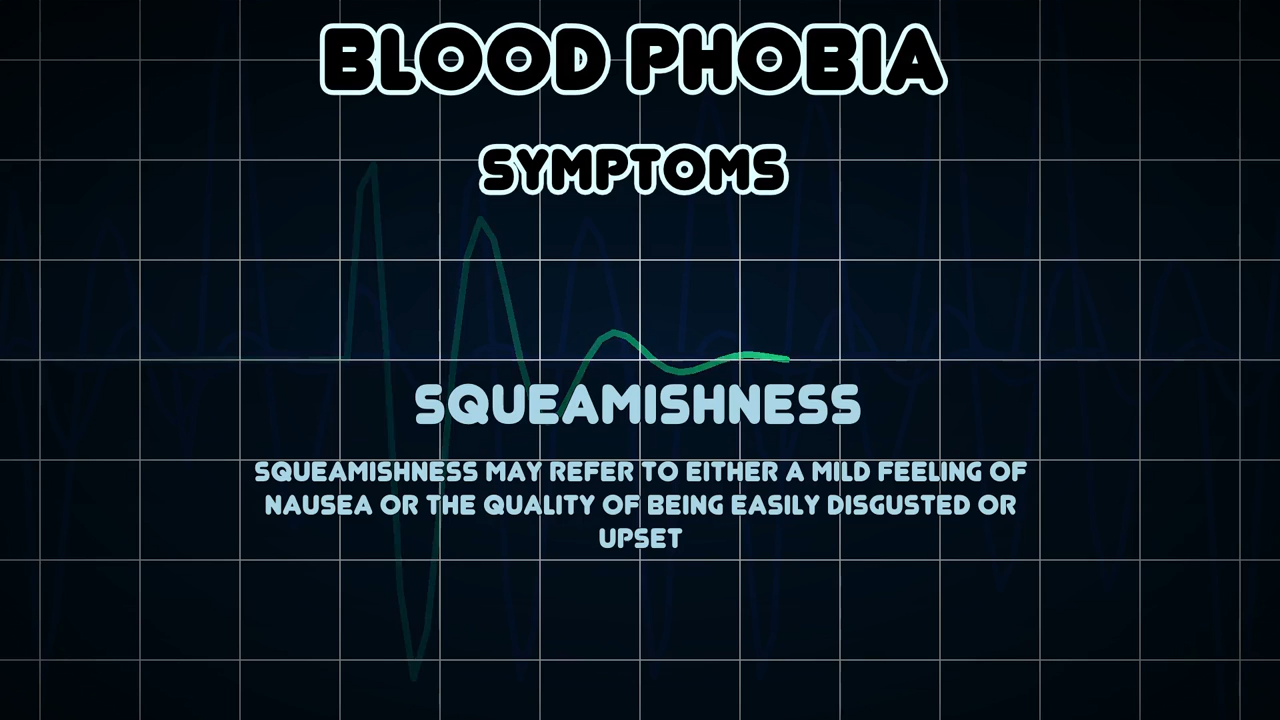 BLOOD PHOBIA
SYMPTOMS
SQUEAMISHNESS
SQUEAMISHNESS MAY REFER TO EITHER A MILD FEELING OF
NAUSEA OR THE QUALITY OF BEING EASILY DISGUSTED OR
UPSET